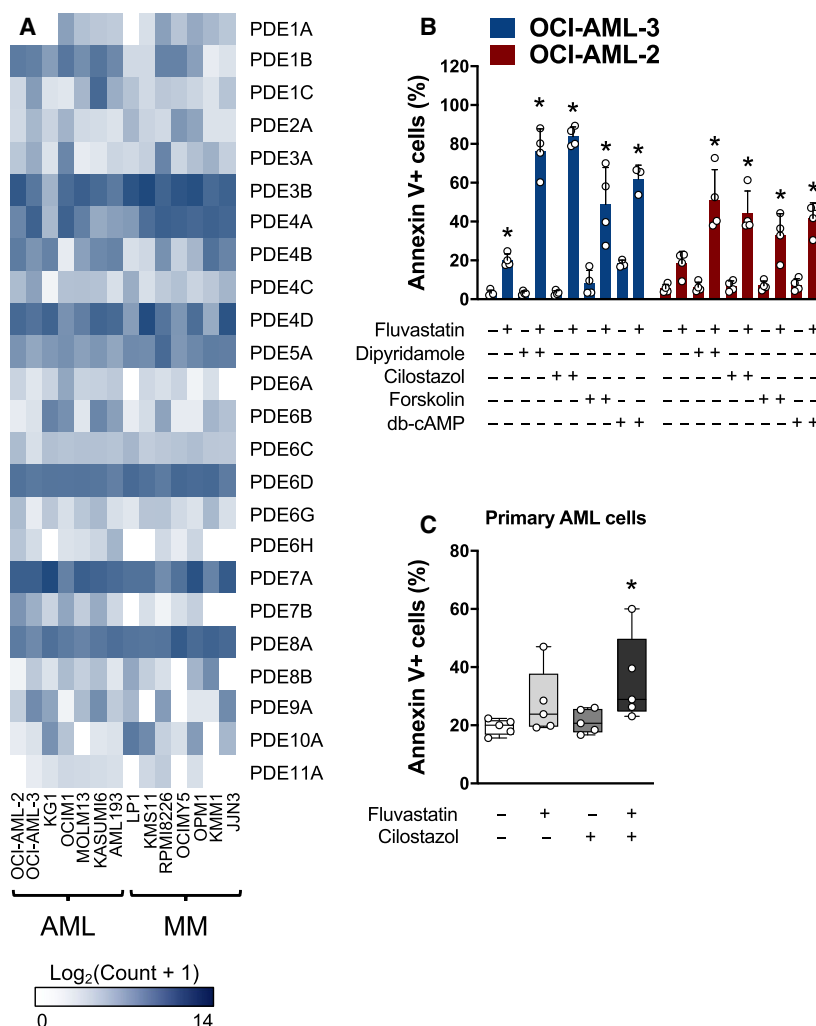 A
PDE1A
PDE1B
PDE1C
PDE2A
PDE3A
PDE3B
PDE4A
PDE4B
PDE4C
PDE4D
PDE5A
PDE6A
PDE6B
PDE6C
PDE6D
PDE6G
PDE6H
PDE7A
PDE7B
PDE8A
PDE8B
PDE9A
PDE10A
PDE11A
OCI-AML-2
OCI-AML-3
KG1
OCIM1
MOLM13
KASUMI6
AML193
LP1
KMS11
RPMI8226
OCIMY5
OPM1
KMM1
JJN3
AML MM
Log₂(Count + 1)
0 14
B
OCI-AML-3
OCI-AML-2
Annexin V+ cells (%)
120
100
80
60
40
20
0
* * * * * * * * *
Fluvastatin – + – + – + – + – + – + – + – + – + – +
Dipyridamole – – + + – – – – – – – – + + – – – – – –
Cilostazol – – – – + + – – – – – – – – + + – – – –
Forskolin – – – – – – + + – – – – – – – – + + – –
db-cAMP – – – – – – – – + + – – – – – – – – + +
C
Primary AML cells
Annexin V+ cells (%)
80
60
40
20
0
*
Fluvastatin – + – +
Cilostazol – – + +